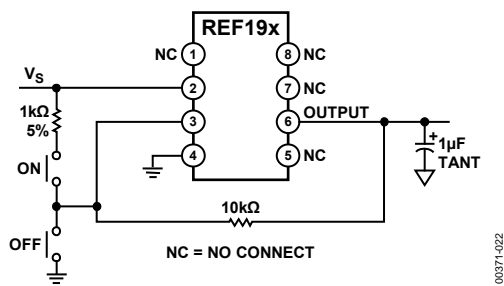 REF19x
NC 1
8 NC
V_S
2
7 NC
1kΩ
5%
3
6 OUTPUT
+
1µF
TANT
ON
4
5 NC
10kΩ
OFF
NC = NO CONNECT
00371-022